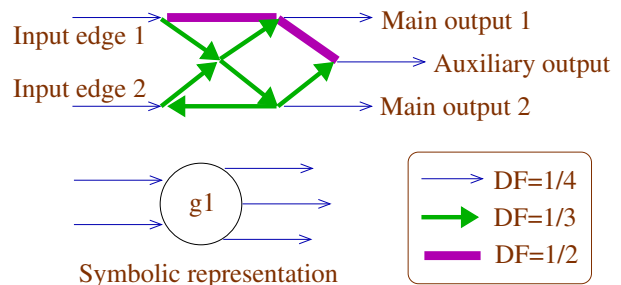 Input edge 1
Main output 1
Auxiliary output
Input edge 2
Main output 2
g1
DF=1/4
DF=1/3
DF=1/2
Symbolic representation